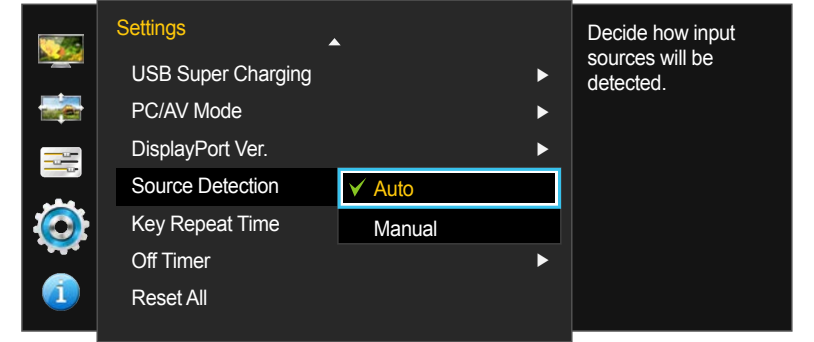 Settings
USB Super Charging
PC/AV Mode
DisplayPort Ver.
Source Detection
Auto
Key Repeat Time
Manual
Off Timer
Reset All
Decide how input
sources will be
detected.